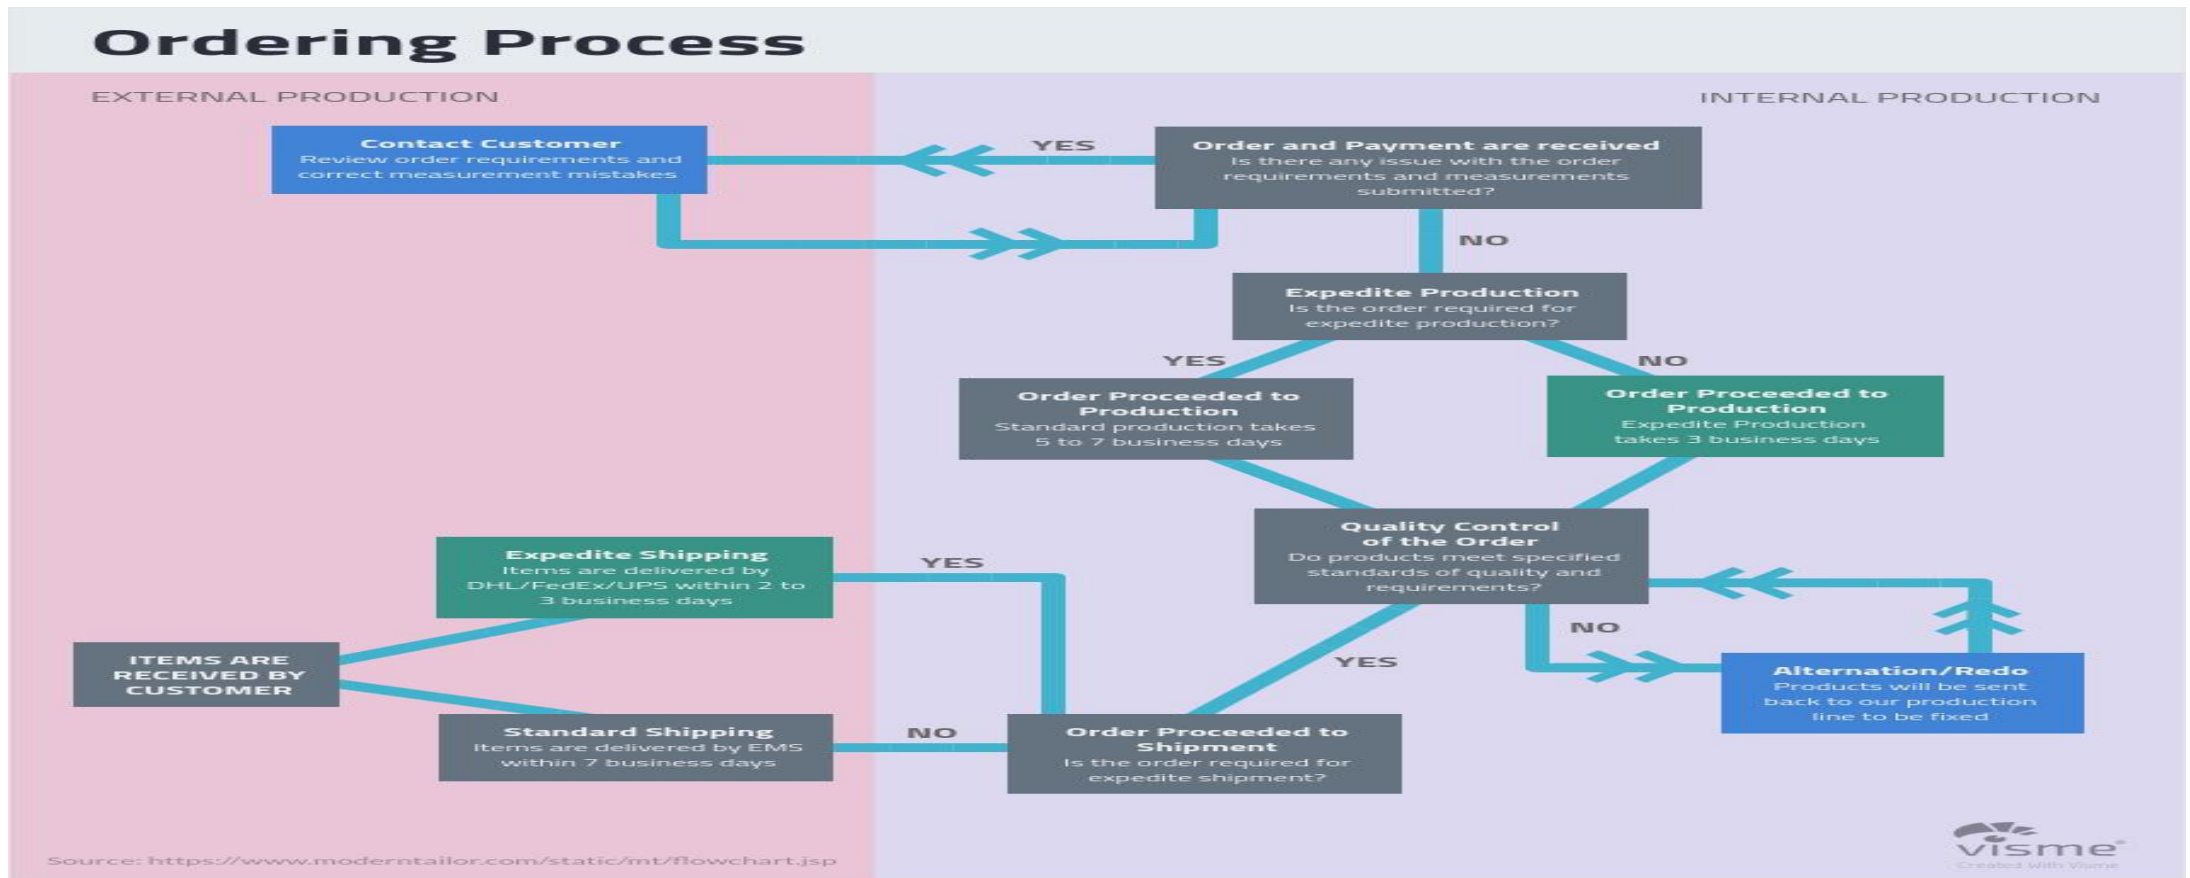 Ordering Process
EXTERNAL PRODUCTION
INTERNAL PRODUCTION
Contact Customer
Review order requirements and
correct measurement mistakes
YES
Order and Payment are received
Is there any issue with the order
requirements and measurements
submitted?
NO
Expedite Production
Is the order required for
expedite production?
YES
NO
Order Proceeded to
Production
Standard production takes
5 to 7 business days
Order Proceeded to
Production
Expedite Production
takes 3 business days
Quality Control
of the Order
Do products meet specified
standards of quality and
requirements?
NO
YES
Alternation/Redo
Products will be sent
back to our production
line to be fixed
Order Proceeded to
Shipment
Is the order required for
expedite shipment?
YES
NO
Expedite Shipping
Items are delivered by
DHL/FedEx/UPS within 2 to
3 business days
Standard Shipping
Items are delivered by EMS
within 7 business days
ITEMS ARE
RECEIVED BY
CUSTOMER
Source: https://www.moderntailor.com/static/mt/flowchart.jsp
visme
Created With Visme